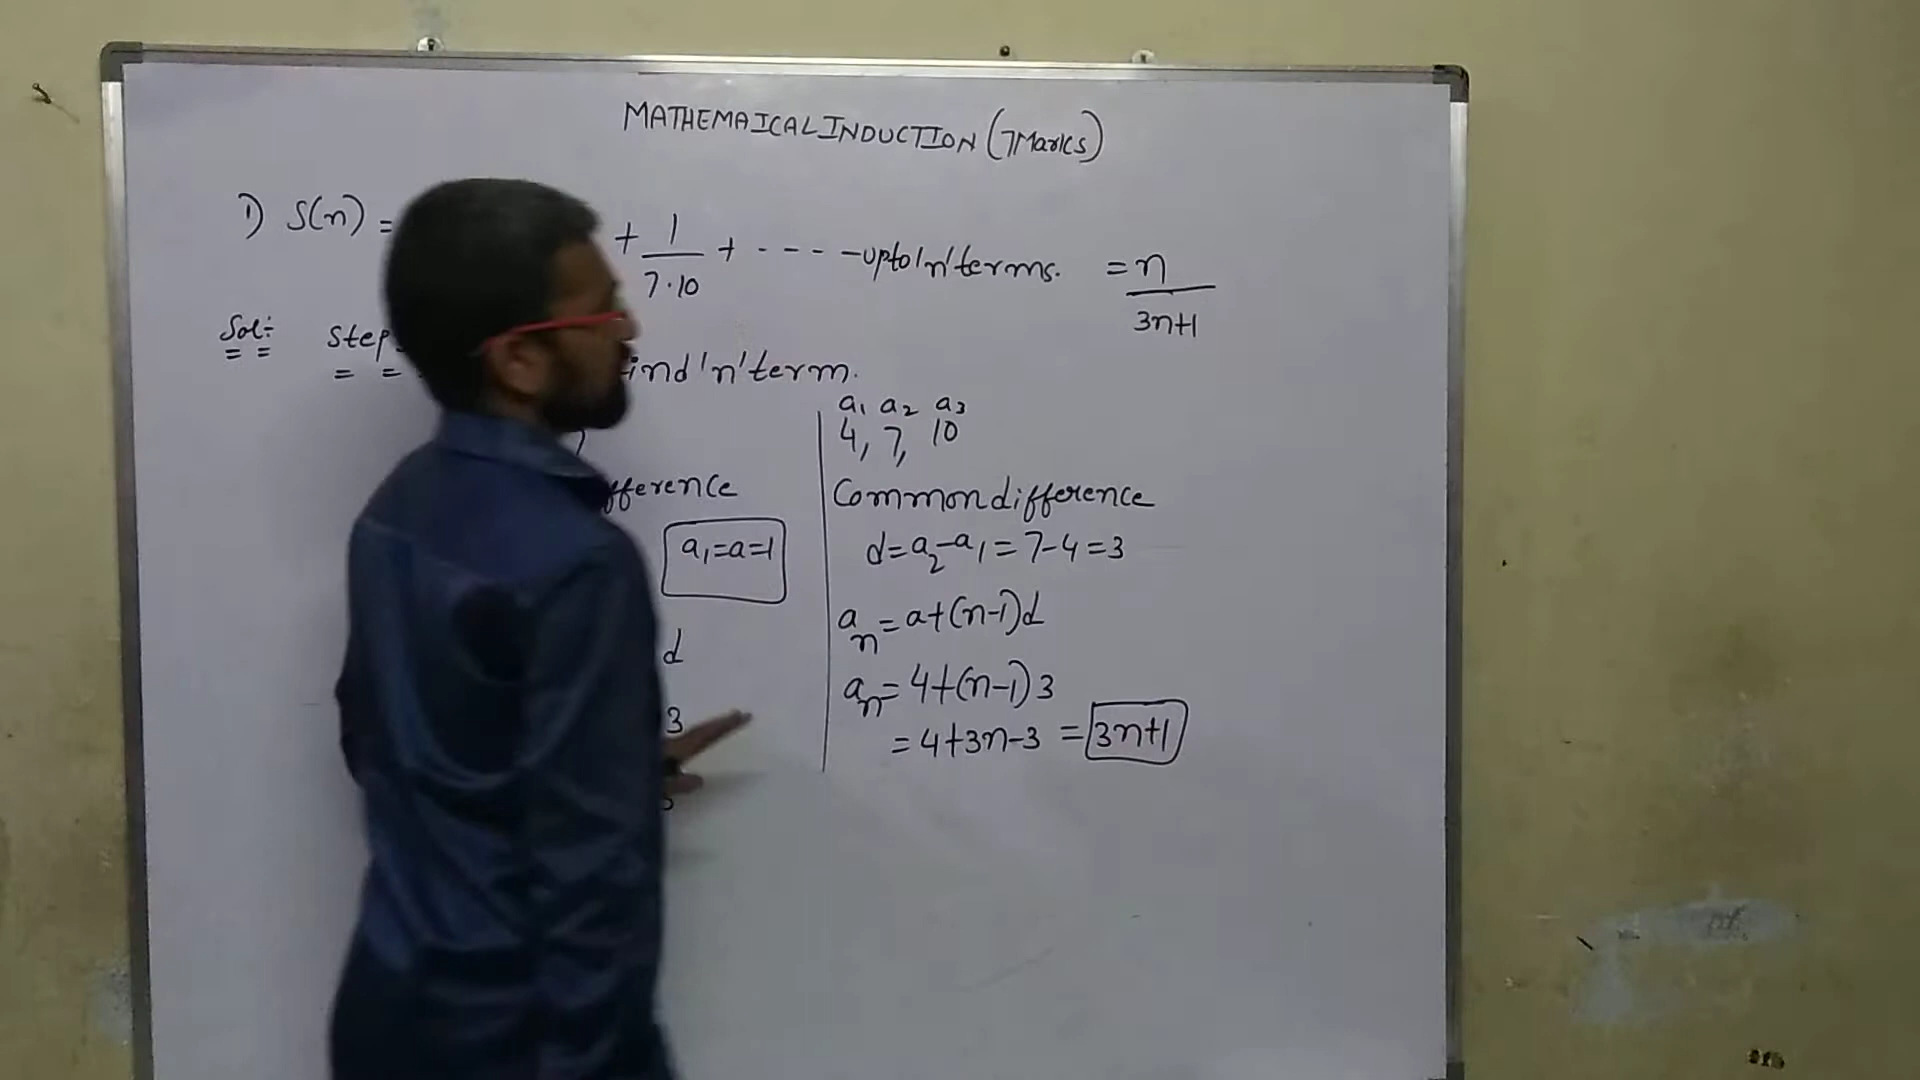 MATHEMAICAL INDUCTION (7Marks)
1) S(n) = + 1/7·10 + - - - - upto 'n' terms. = n/3n+1
Sol:- Step
'n' term.
a₁=a=1
d
3
a₁ a₂ a₃
4, 7, 10
Common difference
d=a₂-a₁=7-4=3
aₙ=a+(n-1)d
aₙ=4+(n-1)3
=4+3n-3 =3n+1